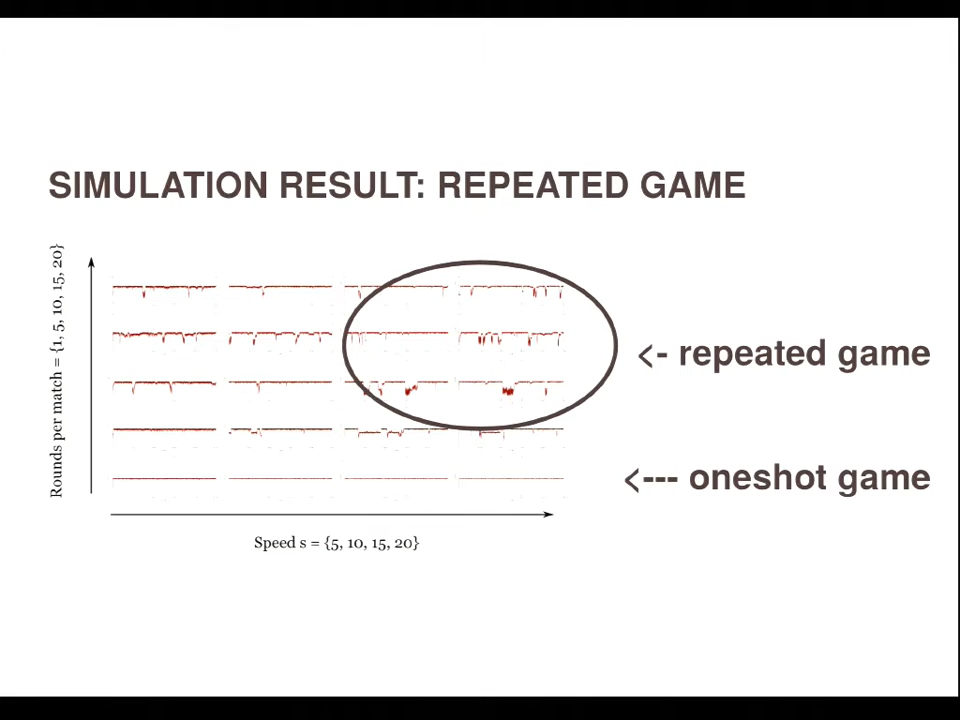 SIMULATION RESULT: REPEATED GAME
Rounds per match = {1, 5, 10, 15, 20}
<- repeated game
<--- oneshot game
Speed s = {5, 10, 15, 20}